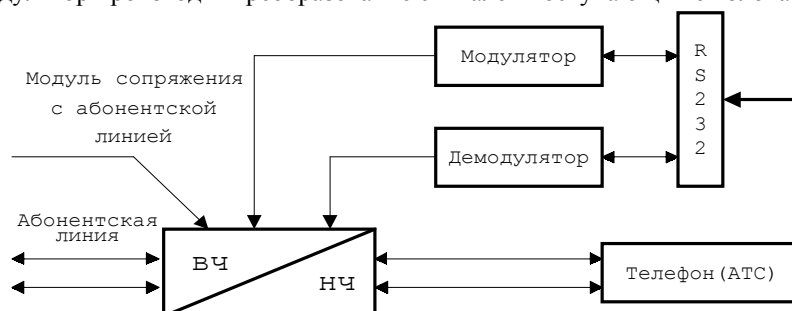 Модулятор
Модуль сопряжения
с абонентской
линией
R
S
2
3
2
Демодулятор
Абонентская
линия
ВЧ
НЧ
Телефон(АТС)